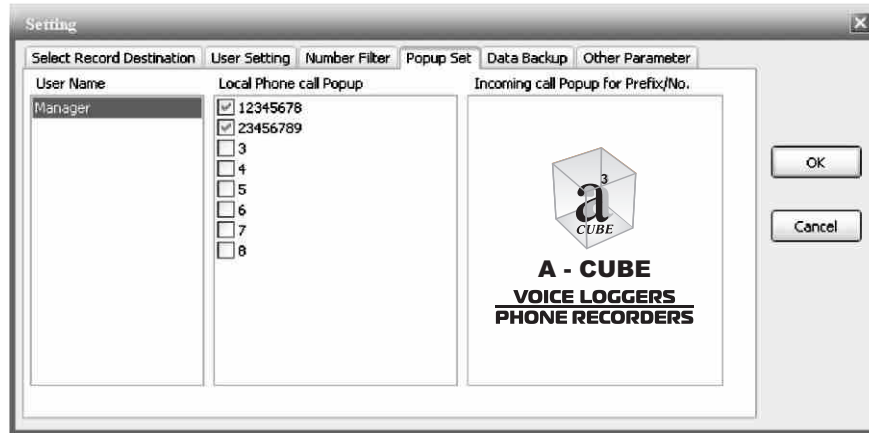 Setting
Select Record Destination User Setting Number Filter Popup Set Data Backup Other Parameter
User Name Local Phone call Popup Incoming call Popup for Prefix/No.
Manager
12345678
23456789
3
4
5
6
7
8
OK
Cancel
a3
CUBE
A - CUBE
VOICE LOGGERS
PHONE RECORDERS